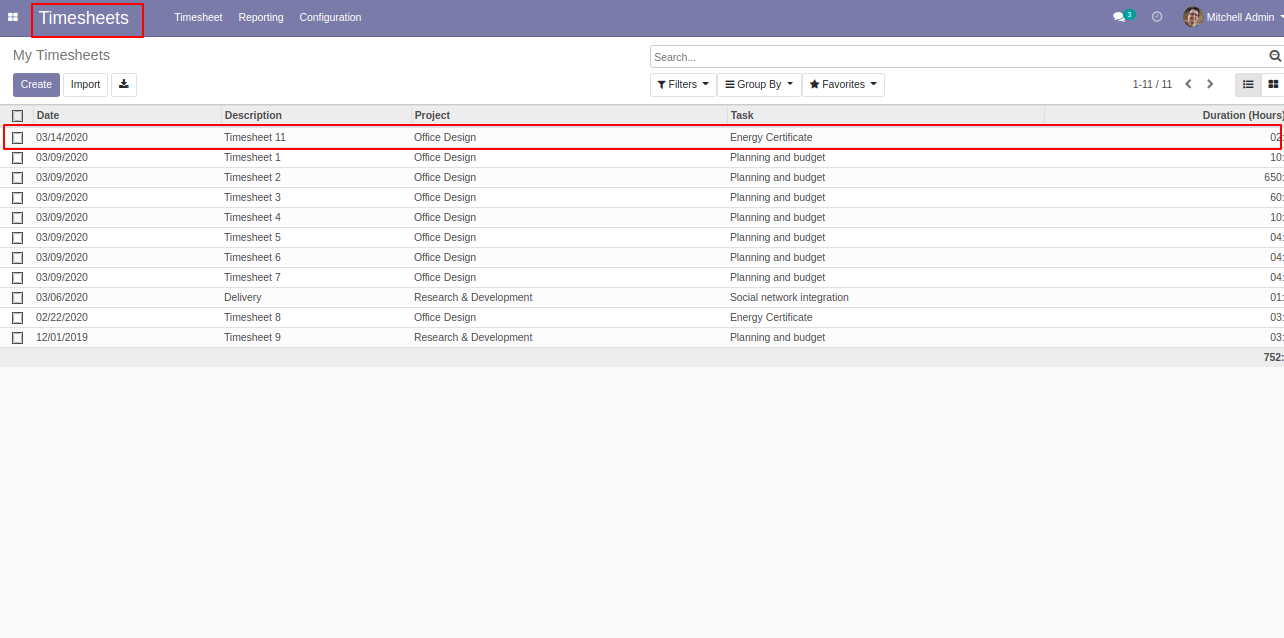 Timesheets Timesheet Reporting Configuration 3 Mitchell Admin
My Timesheets Search...
Create Import Filters Group By Favorites 1-11 / 11
Date Description Project Task Duration (Hours)
03/14/2020 Timesheet 11 Office Design Energy Certificate 02:
03/09/2020 Timesheet 1 Office Design Planning and budget 10:
03/09/2020 Timesheet 2 Office Design Planning and budget 650:
03/09/2020 Timesheet 3 Office Design Planning and budget 60:
03/09/2020 Timesheet 4 Office Design Planning and budget 10:
03/09/2020 Timesheet 5 Office Design Planning and budget 04:
03/09/2020 Timesheet 6 Office Design Planning and budget 04:
03/09/2020 Timesheet 7 Office Design Planning and budget 04:
03/06/2020 Delivery Research & Development Social network integration 01:
02/22/2020 Timesheet 8 Office Design Energy Certificate 03:
12/01/2019 Timesheet 9 Research & Development Planning and budget 03:
752: